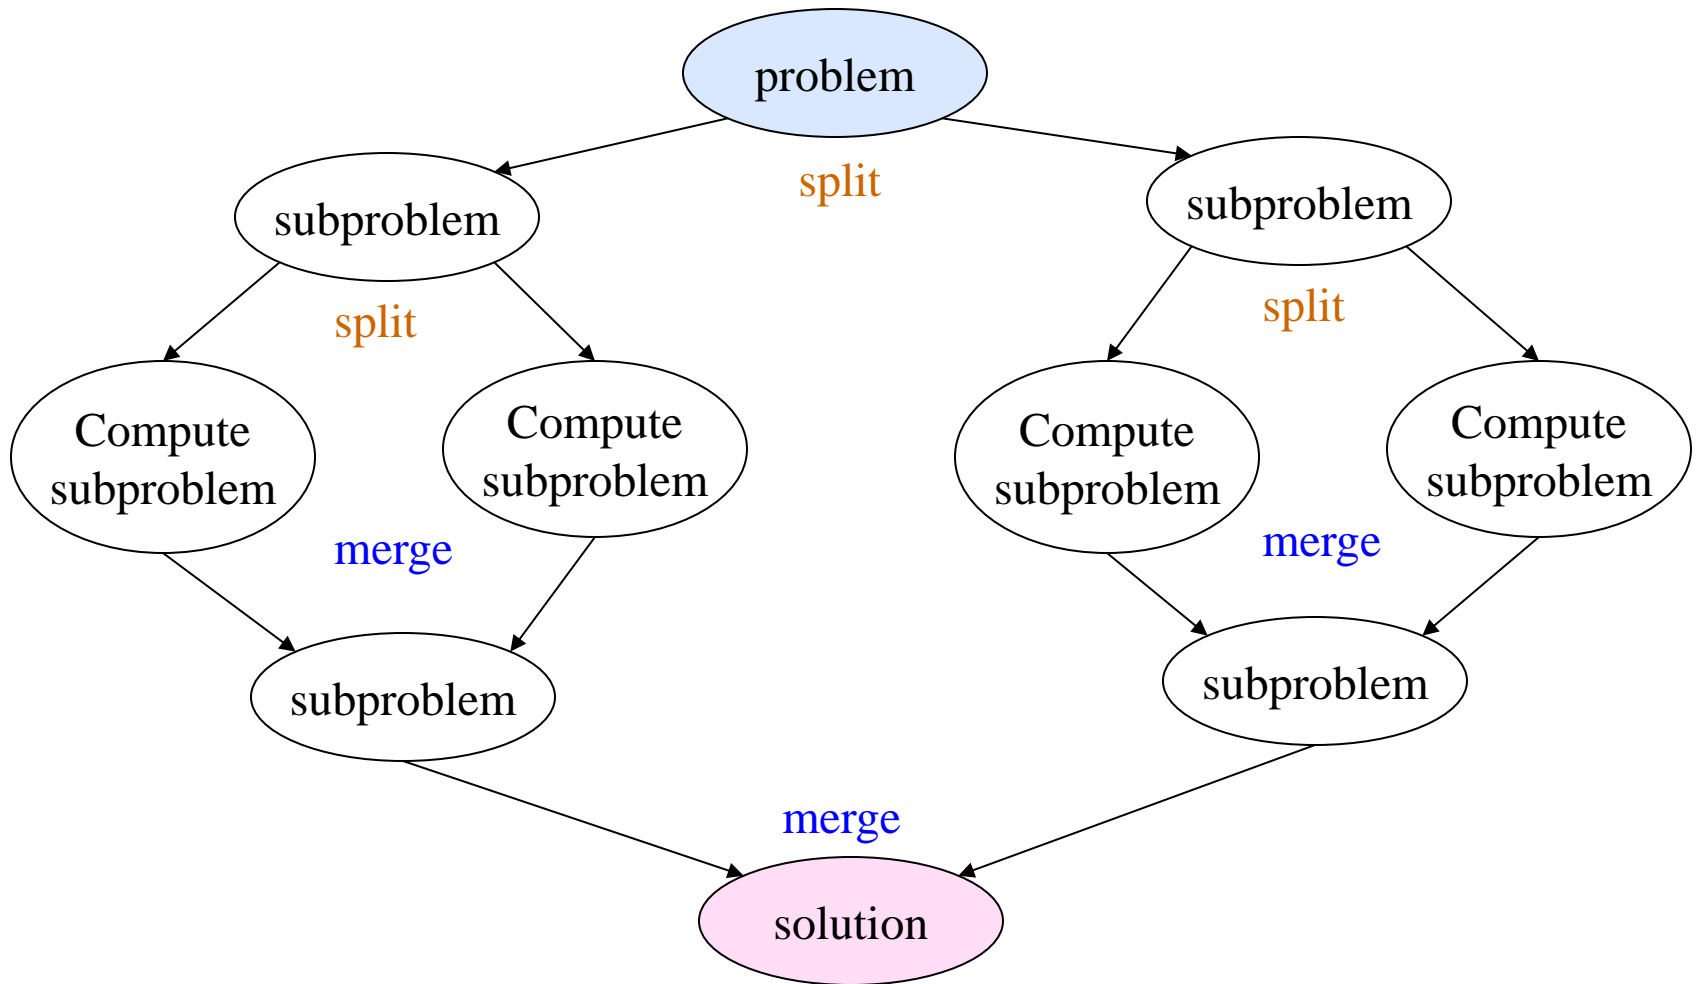 problem
split
subproblem
subproblem
split
split
Compute
subproblem
Compute
subproblem
Compute
subproblem
Compute
subproblem
merge
merge
subproblem
subproblem
merge
solution